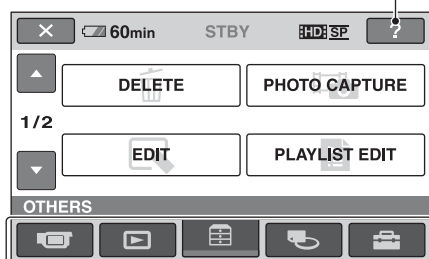 60min STBY HD SP ?
DELETE PHOTO CAPTURE
1/2
EDIT PLAYLIST EDIT
OTHERS